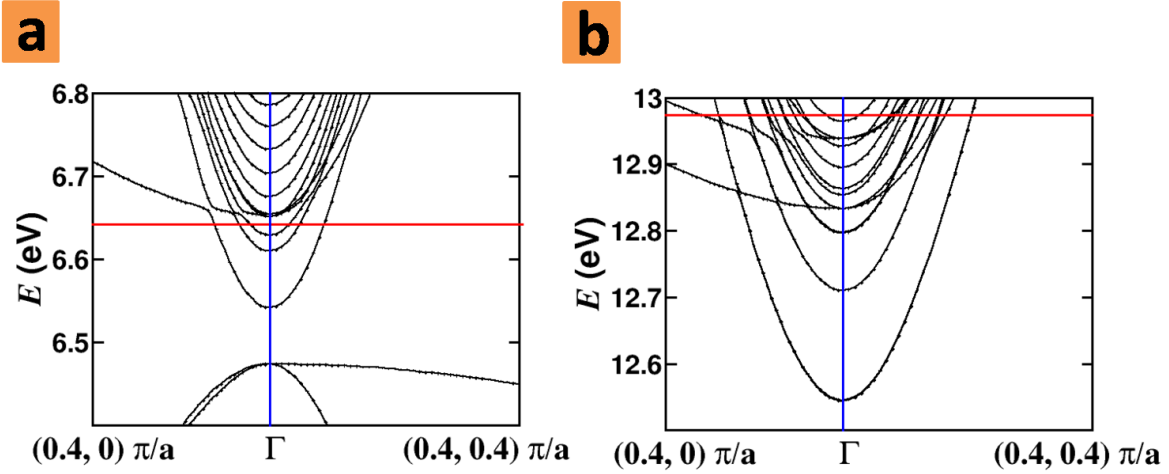 a
b
6.8
6.7
6.6
6.5
E (eV)
(0.4, 0) π/a
Γ
(0.4, 0.4) π/a
13
12.9
12.8
12.7
12.6
E (eV)
(0.4, 0) π/a
Γ
(0.4, 0.4) π/a